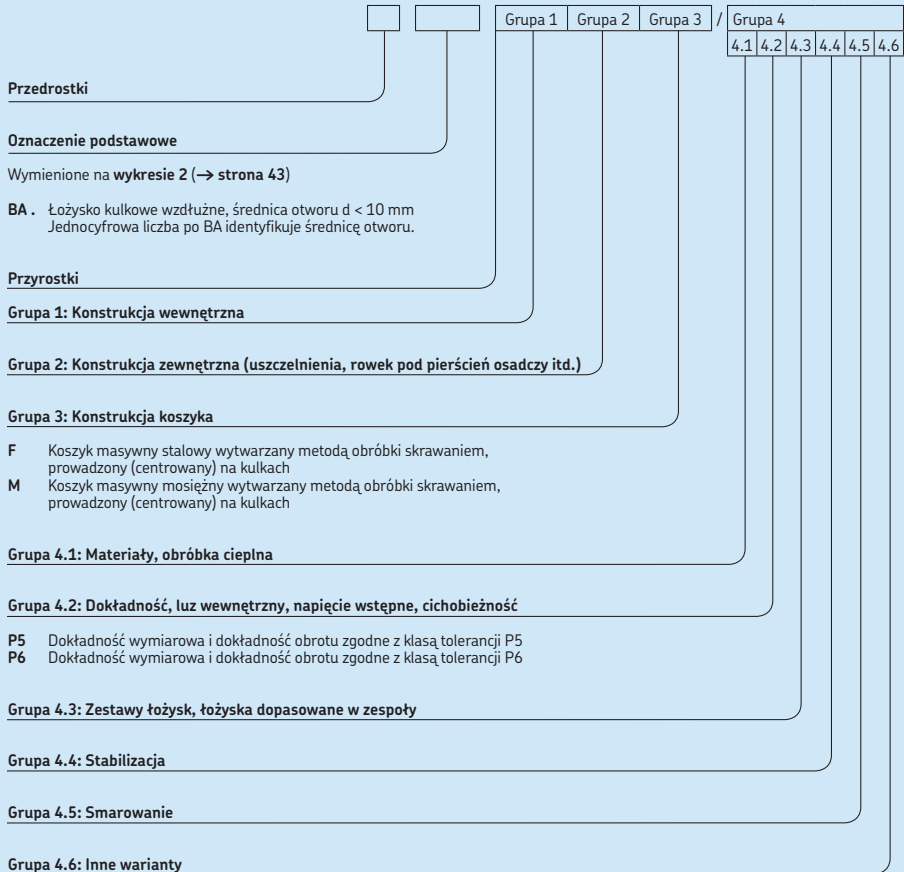 Grupa 1 Grupa 2 Grupa 3 / Grupa 4
4.1 4.2 4.3 4.4 4.5 4.6
Przedrostki
Oznaczenie podstawowe
Wymienione na wykresie 2 (→ strona 43)
BA . Łożysko kulkowe wzdłużne, średnica otworu d < 10 mm
Jednocyfrowa liczba po BA identyfikuje średnicę otworu.
Przyrostki
Grupa 1: Konstrukcja wewnętrzna
Grupa 2: Konstrukcja zewnętrzna (uszczelnienia, rowek pod pierścień osadczy itd.)
Grupa 3: Konstrukcja koszyka
F Koszyk masywny stalowy wytwarzany metodą obróbki skrawaniem,
prowadzony (centrowany) na kulkach
M Koszyk masywny mosiężny wytwarzany metodą obróbki skrawaniem,
prowadzony (centrowany) na kulkach
Grupa 4.1: Materiały, obróbka cieplna
Grupa 4.2: Dokładność, luz wewnętrzny, napięcie wstępne, cichobieżność
P5 Dokładność wymiarowa i dokładność obrotu zgodne z klasą tolerancji P5
P6 Dokładność wymiarowa i dokładność obrotu zgodne z klasą tolerancji P6
Grupa 4.3: Zestawy łożysk, łożyska dopasowane w zespoły
Grupa 4.4: Stabilizacja
Grupa 4.5: Smarowanie
Grupa 4.6: Inne warianty